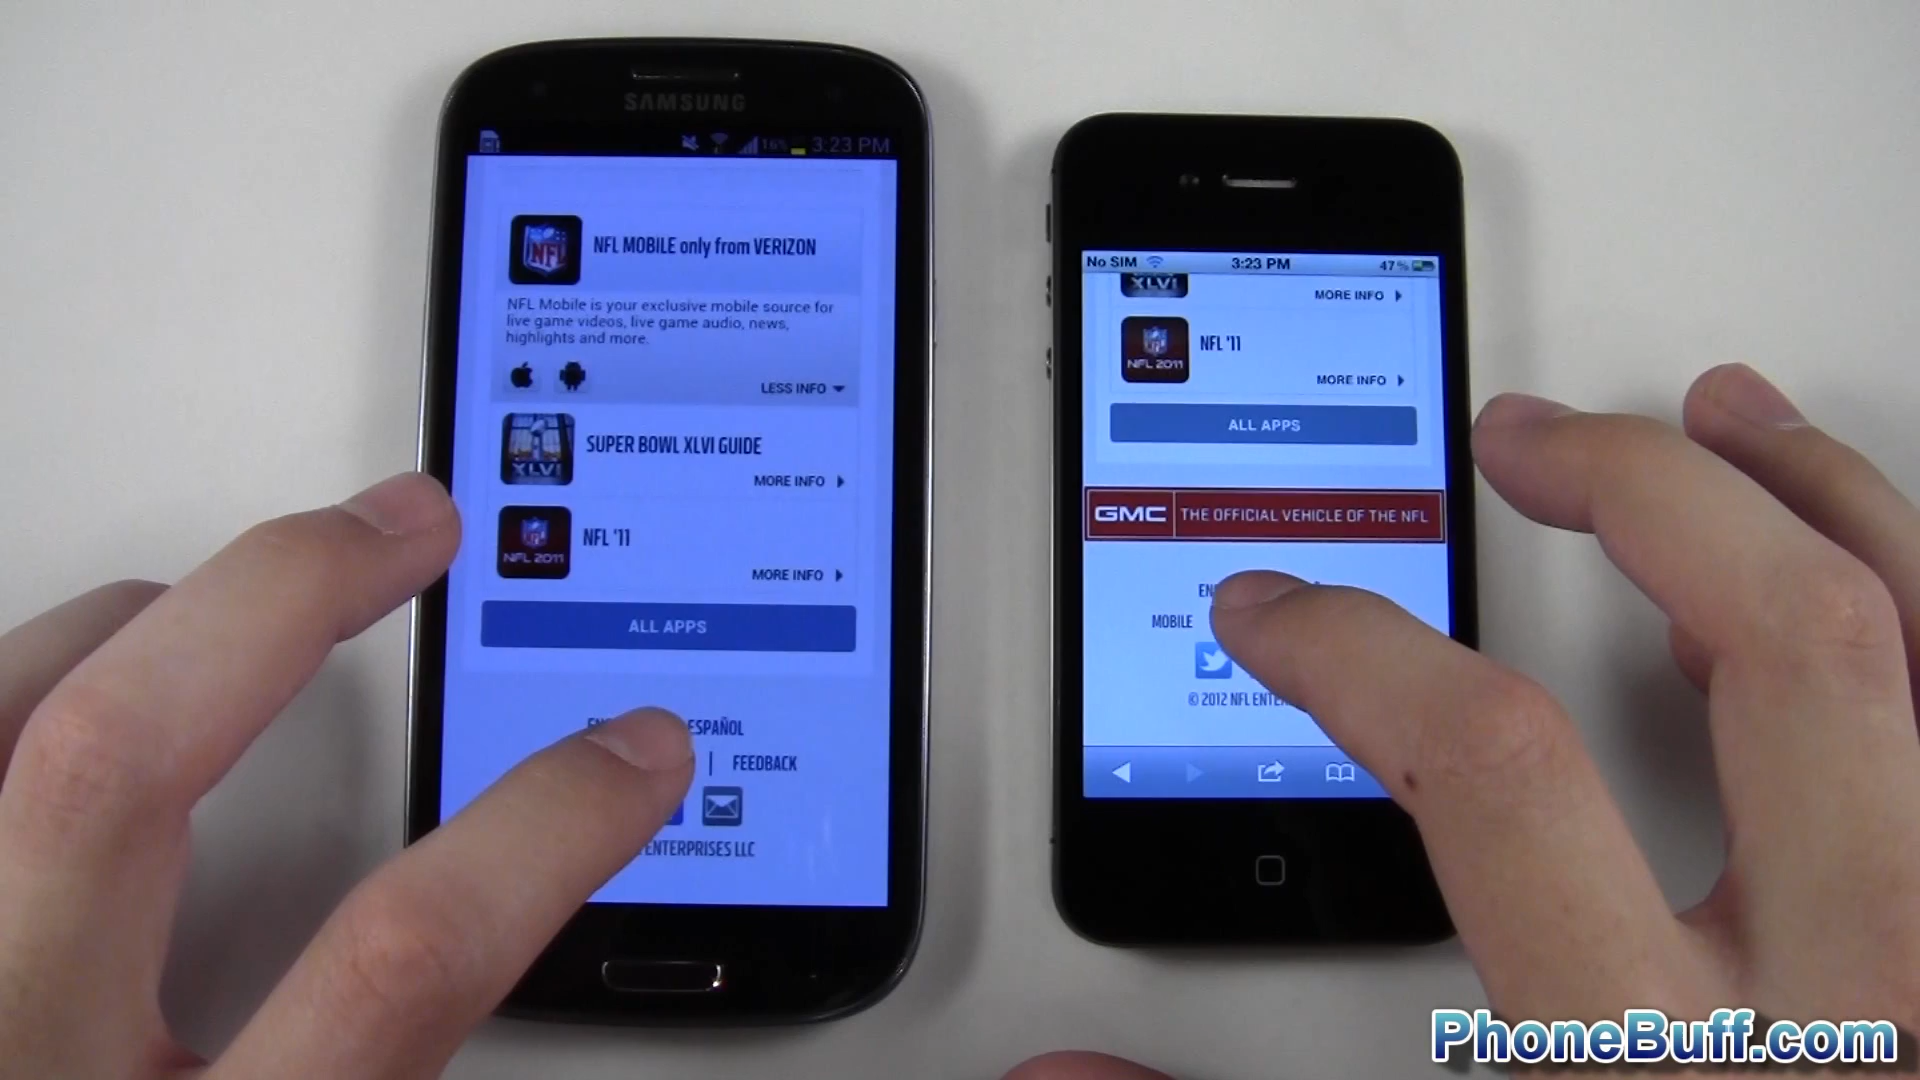 SAMSUNG
16% 3:23 PM
NFL
NFL MOBILE only from VERIZON
NFL Mobile is your exclusive mobile source for
live game videos, live game audio, news,
highlights and more.
LESS INFO
XLVI
SUPER BOWL XLVI GUIDE
MORE INFO
NFL 2011
NFL '11
MORE INFO
ALL APPS
ESPAÑOL
| FEEDBACK
ENTERPRISES LLC
No SIM 3:23 PM 47%
XLVI
MORE INFO
NFL 2011
NFL '11
MORE INFO
ALL APPS
GMC THE OFFICIAL VEHICLE OF THE NFL
MOBILE
© 2012 NFL
PhoneBuff.com